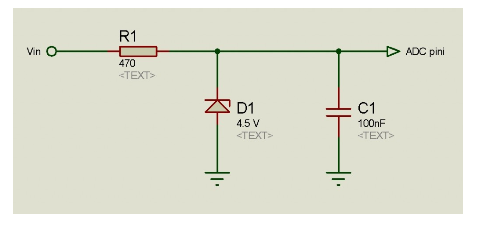 R1
Vin
ADC pini
470
<TEXT>
D1
4.5 V
<TEXT>
C1
100nF
<TEXT>